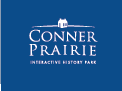 CONNER
PRAIRIE
INTERACTIVE HISTORY PARK